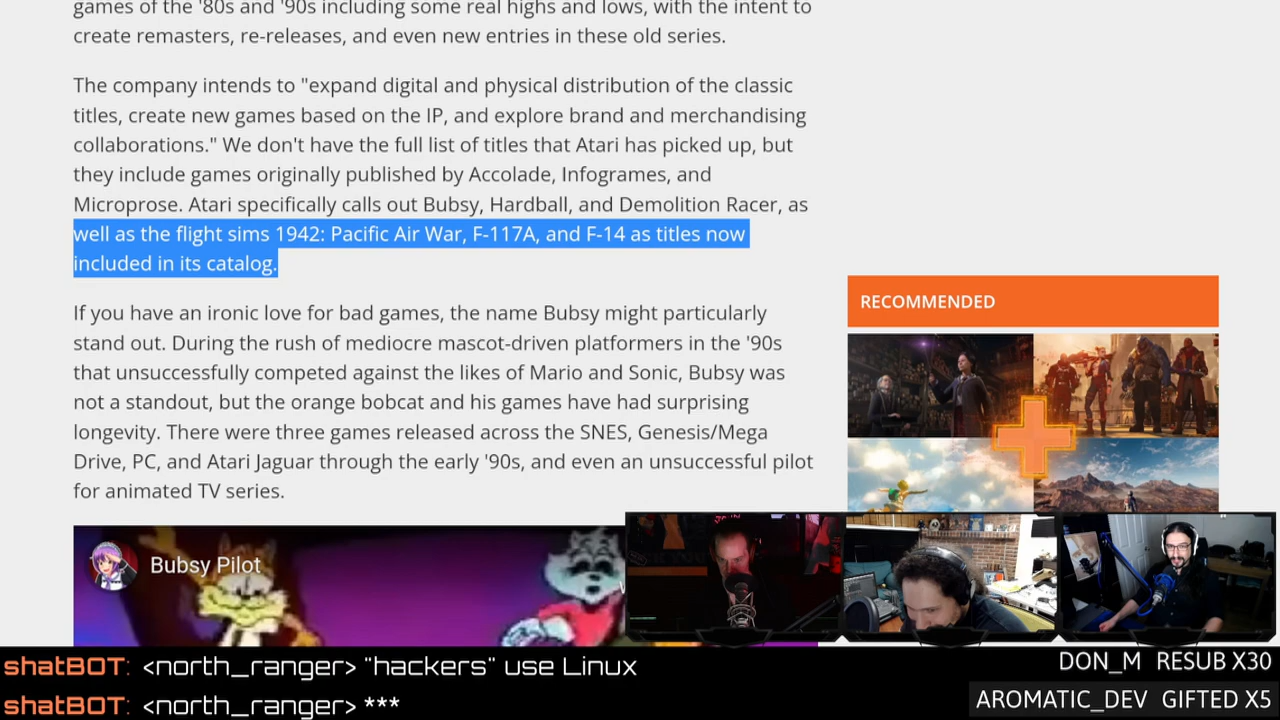 games of the '80s and '90s including some real highs and lows, with the intent to
create remasters, re-releases, and even new entries in these old series.
The company intends to "expand digital and physical distribution of the classic
titles, create new games based on the IP, and explore brand and merchandising
collaborations." We don't have the full list of titles that Atari has picked up, but
they include games originally published by Accolade, Infogrames, and
Microprose. Atari specifically calls out Bubsy, Hardball, and Demolition Racer, as
well as the flight sims 1942: Pacific Air War, F-117A, and F-14 as titles now
included in its catalog.
If you have an ironic love for bad games, the name Bubsy might particularly
stand out. During the rush of mediocre mascot-driven platformers in the '90s
that unsuccessfully competed against the likes of Mario and Sonic, Bubsy was
not a standout, but the orange bobcat and his games have had surprising
longevity. There were three games released across the SNES, Genesis/Mega
Drive, PC, and Atari Jaguar through the early '90s, and even an unsuccessful pilot
for animated TV series.
RECOMMENDED
Bubsy Pilot
shatBOT: <north_ranger> "hackers" use Linux
shatBOT: <north_ranger> ***
DON_M RESUB X30
AROMATIC_DEV GIFTED X5